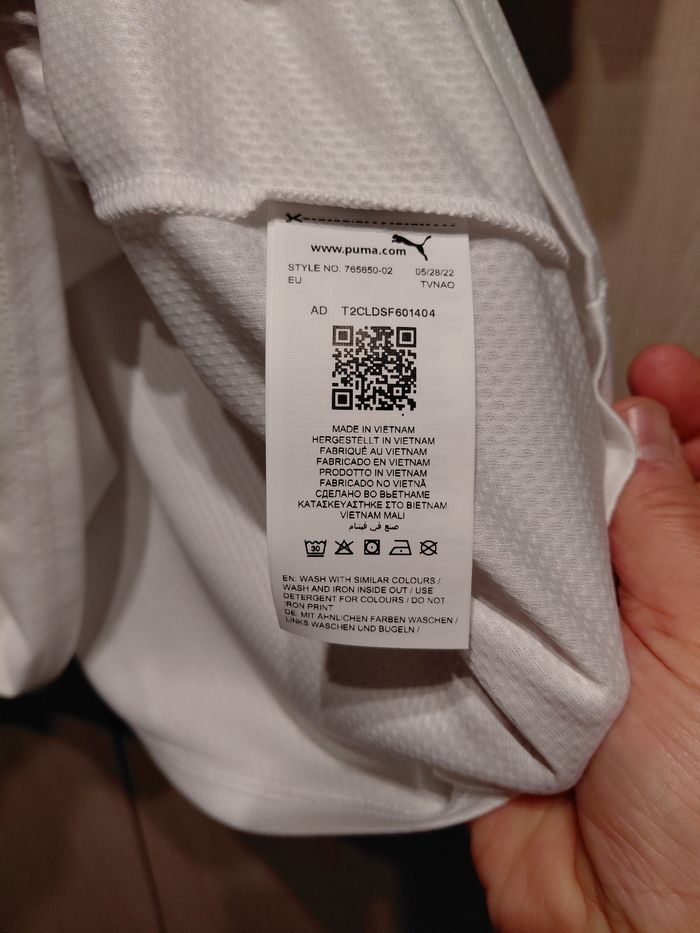 www.puma.com
STYLE NO. 765650-02 05/28/22
EU TVNAO
AD T2CLDSF601404
MADE IN VIETNAM
HERGESTELLT IN VIETNAM
FABRIQUÉ AU VIETNAM
FABRICADO EN VIETNAM
PRODOTTO IN VIETNAM
FABRICADO NO VIETNÃ
СДЕЛАНО ВО ВЬЕТНАМЕ
ΚΑΤΑΣΚΕΥΑΣΤΗΚΕ ΣΤΟ ΒΙΕΤΝΑΜ
VİETNAM MALI
صنع في فيتنام
30
EN: WASH WITH SIMILAR COLOURS /
WASH AND IRON INSIDE OUT / USE
DETERGENT FOR COLOURS / DO NOT
IRON PRINT
DE: MIT ÄHNLICHEN FARBEN WASCHEN /
LINKS WASCHEN UND BÜGELN /